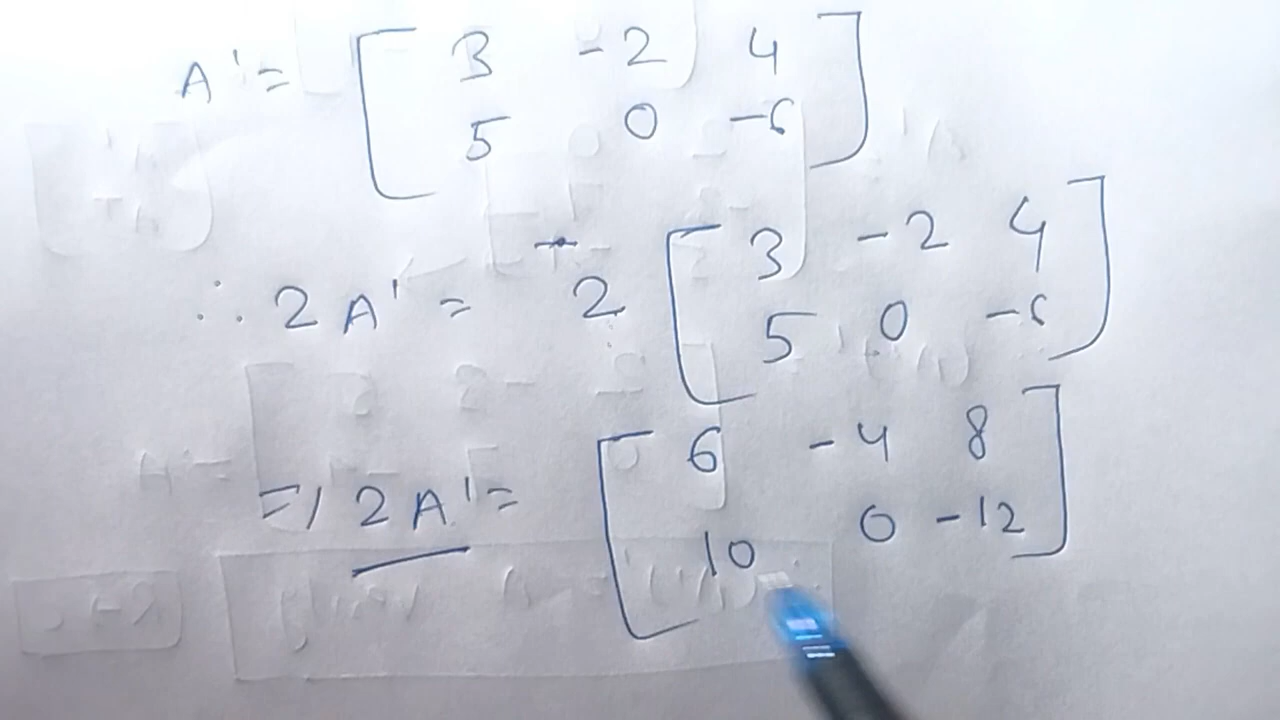 A' = [ 3 -2 4
5 0 -6 ]
∴ 2A' = 2 [ 3 -2 4
5 0 -6 ]
=) 2A' = [ 6 -4 8
10 0 -12 ]